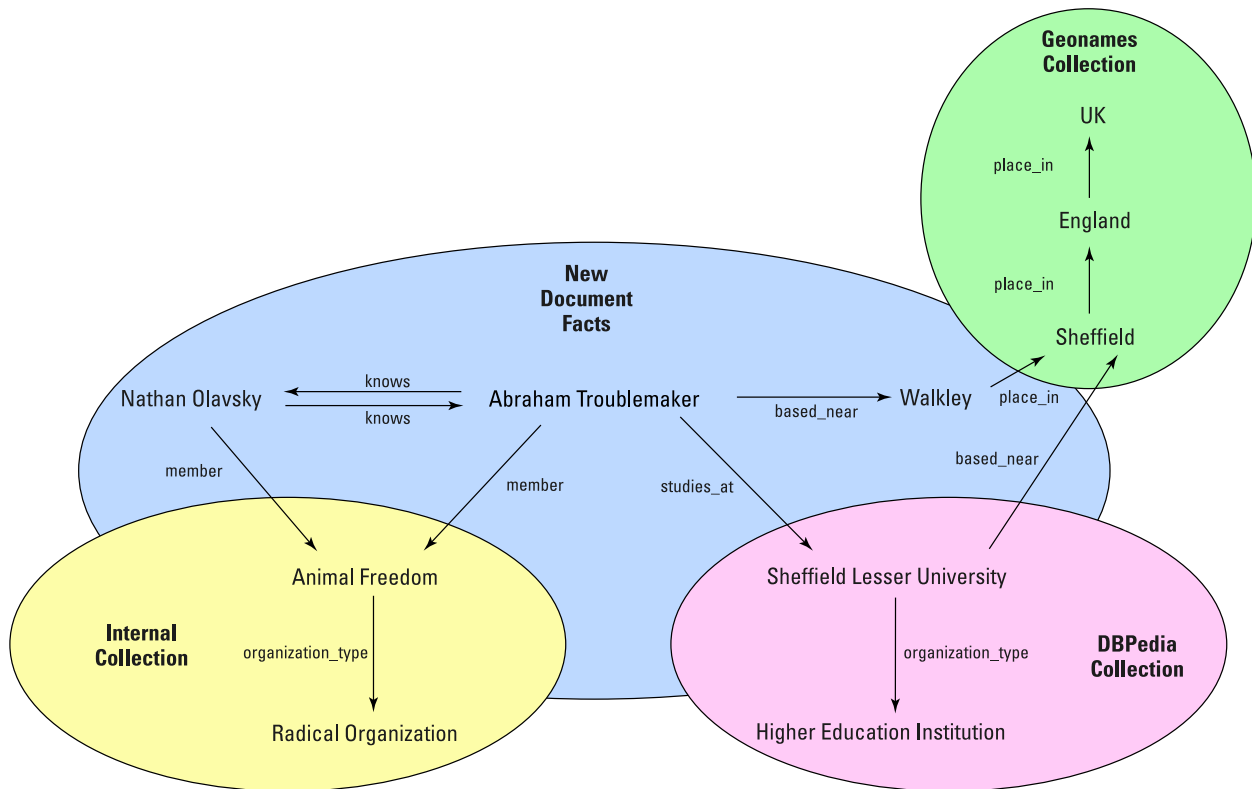 Geonames
Collection
UK
place_in
England
place_in
Sheffield
New
Document
Facts
knows
Nathan Olavsky
Abraham Troublemaker
Walkley
place_in
knows
based_near
member
member
studies_at
based_near
Animal Freedom
Sheffield Lesser University
Internal
Collection
organization_type
organization_type
DBPedia
Collection
Radical Organization
Higher Education Institution